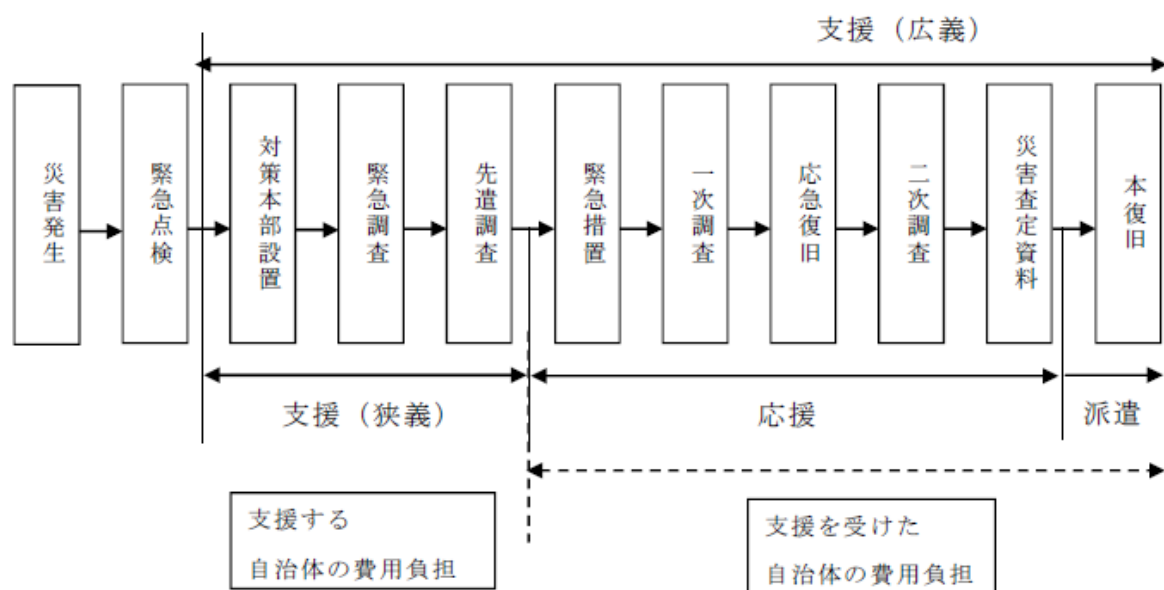 支援（広義）
災害発生
緊急点検
対策本部設置
緊急調査
先遣調査
緊急措置
一次調査
応急復旧
二次調査
災害査定資料
本復旧
支援（狭義）
応援
派遣
支援する
自治体の費用負担
支援を受けた
自治体の費用負担